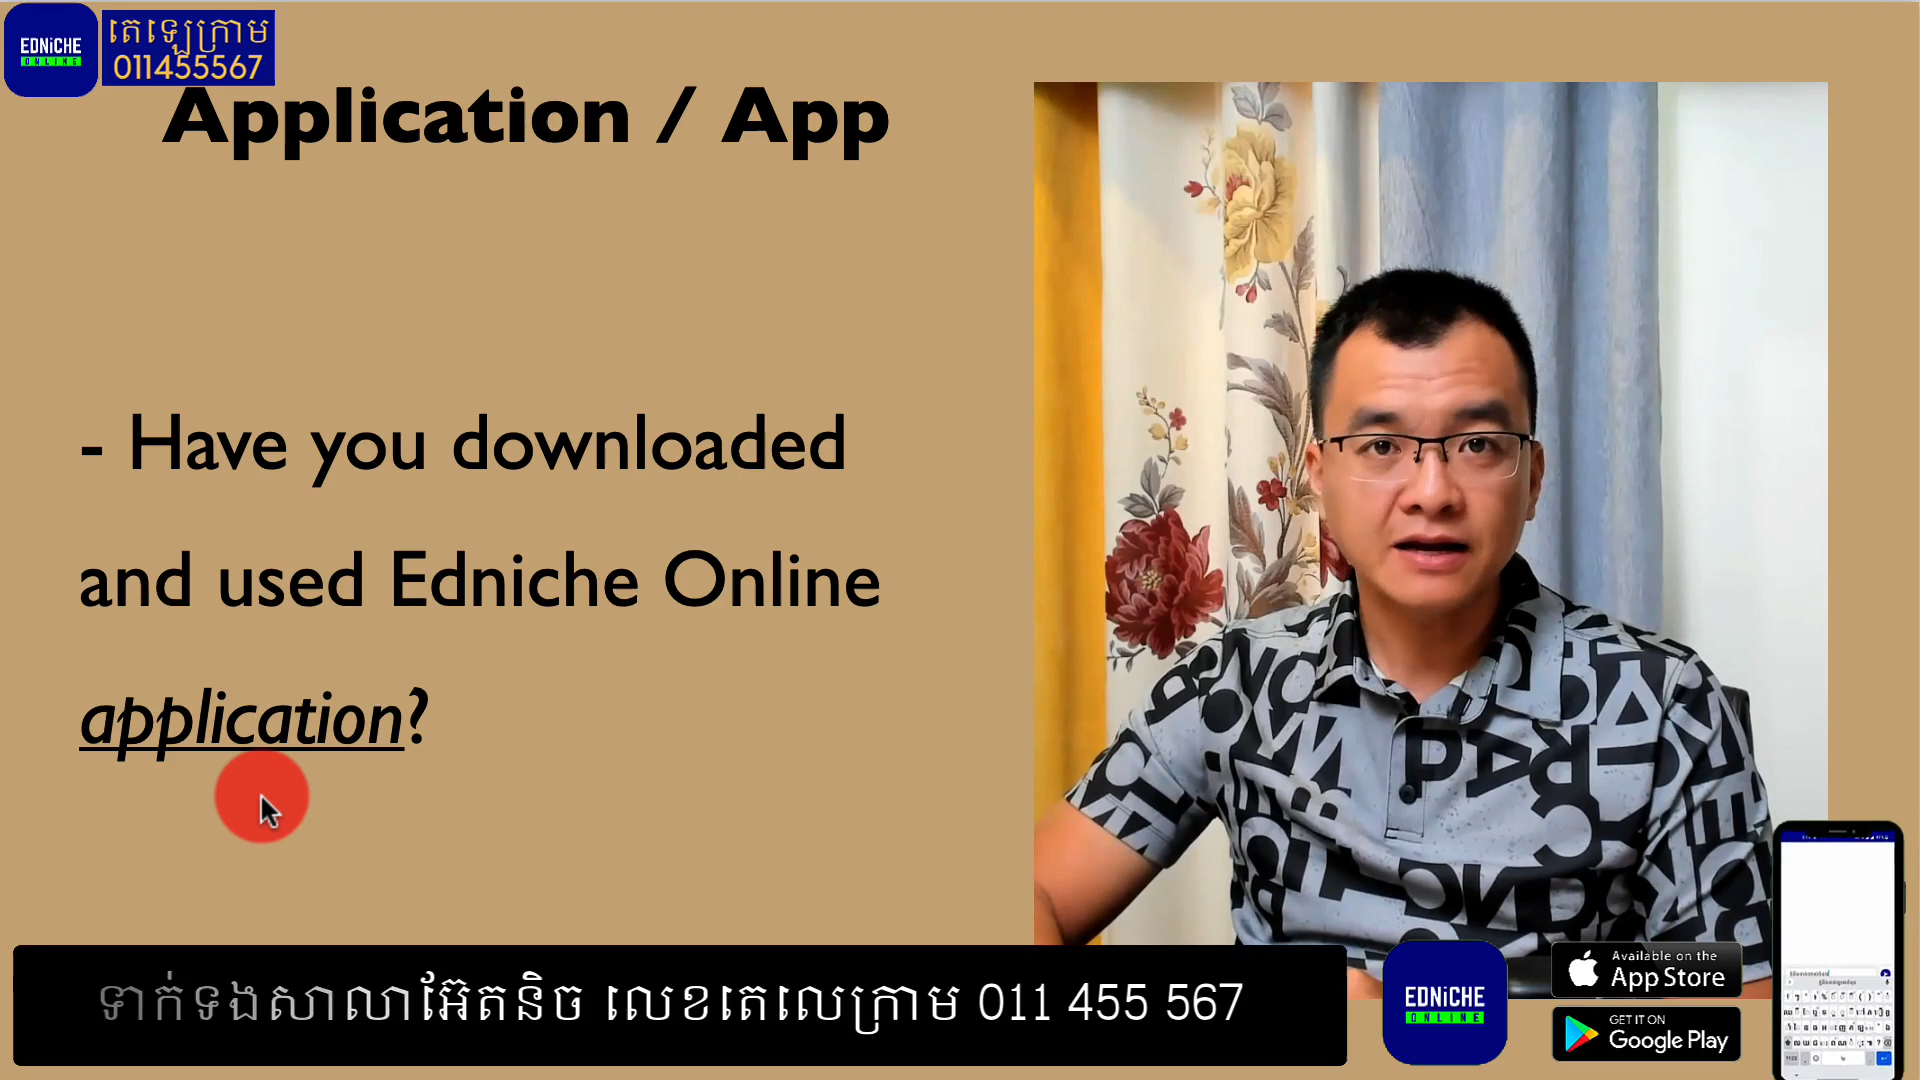 EDNiCHE
ONLINE
តេឡេក្រាម
011455567
Application / App
- Have you downloaded
and used Edniche Online
application?
ទាក់ទងសាលាអ៊ែតនិច លេខតេលេក្រាម 011 455 567
EDNiCHE
ONLINE
Available on the
App Store
GET IT ON
Google Play